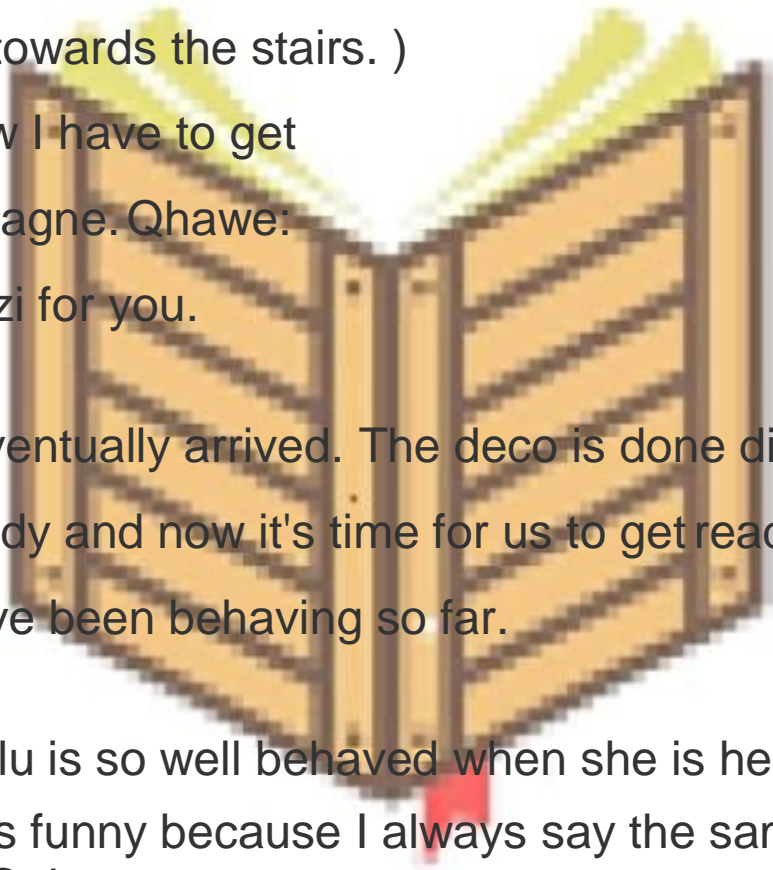 towards the stairs. )
I have to get
agne. Qhawe:
zi for you.
ventually arrived. The deco is done di
dy and now it's time for us to get read
ve been behaving so far.
lu is so well behaved when she is he
s funny because I always say the sam